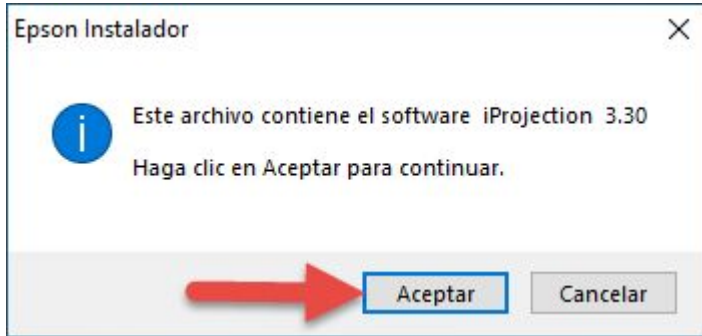 Epson Instalador
Este archivo contiene el software iProjection 3.30
Haga clic en Aceptar para continuar.
Aceptar
Cancelar